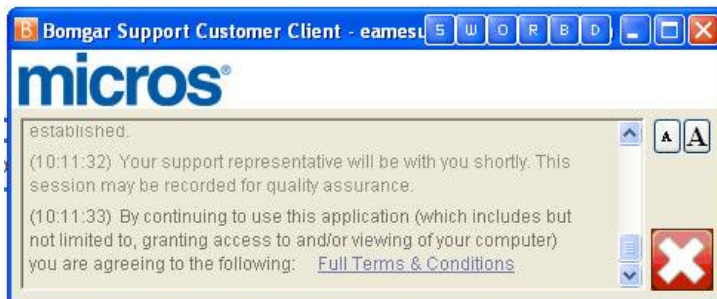 Bomgar Support Customer Client - eamesu S W O R B D
micros®
established.
A A
(10:11:32) Your support representative will be with you shortly. This
session may be recorded for quality assurance.
(10:11:33) By continuing to use this application (which includes but
not limited to, granting access to and/or viewing of your computer)
you are agreeing to the following: Full Terms & Conditions